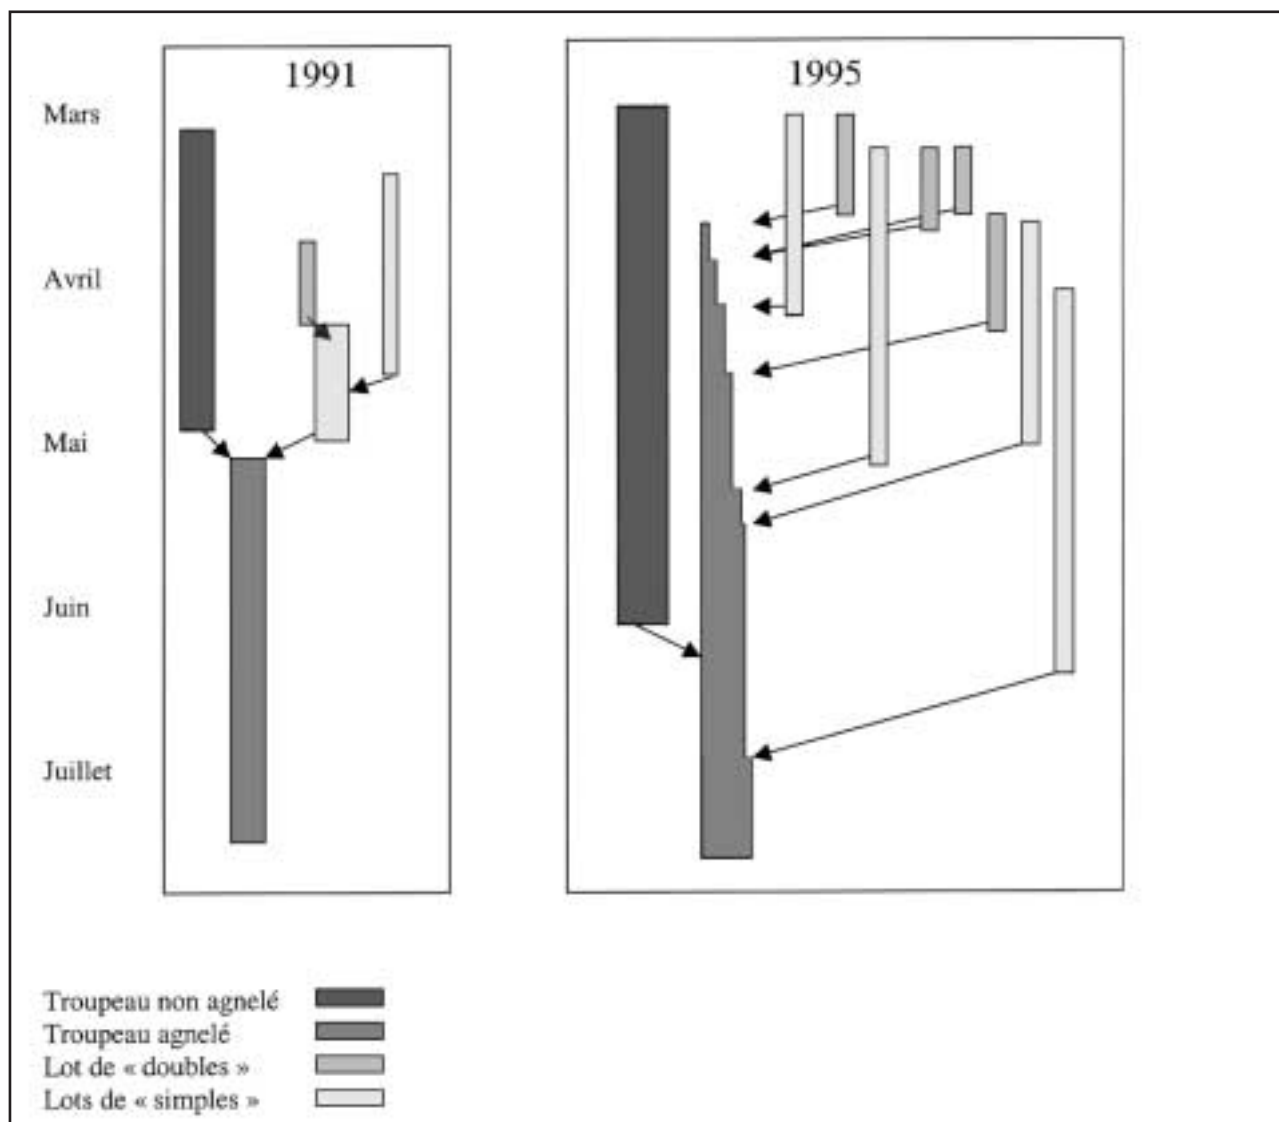 1991
1995
Mars
Avril
Mai
Juin
Juillet
Troupeau non agnelé
Troupeau agnelé
Lot de « doubles »
Lots de « simples »